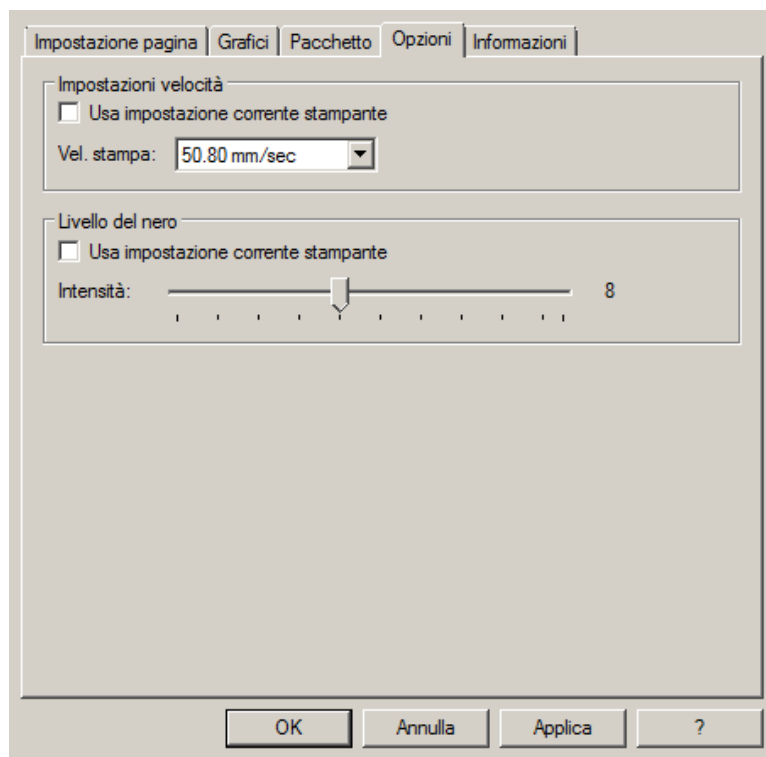 Impostazione pagina Grafici Pacchetto Opzioni Informazioni
Impostazioni velocità
Usa impostazione corrente stampante
Vel. stampa: 50.80 mm/sec
Livello del nero
Usa impostazione corrente stampante
Intensità: 8
OK Annulla Applica ?